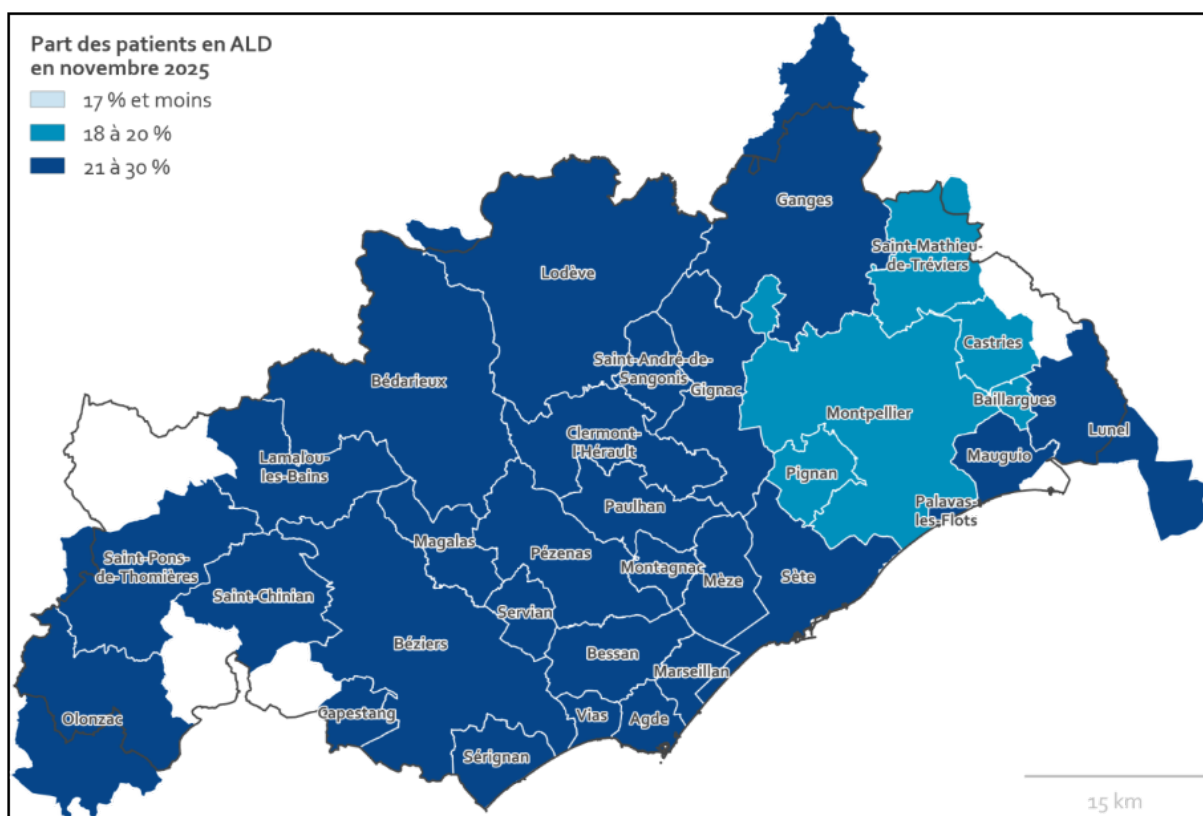 Part des patients en ALD
en novembre 2025
17 % et moins
18 à 20 %
21 à 30 %
Ganges
Saint-Mathieu-
de-Tréviers
Lodève
Castries
Saint-André-de-
Sangonis
Bédarieux
Gignac
Baillargues
Montpellier
Lunel
Clermont-
l'Hérault
Mauguio
Lamalou-
les-Bains
Pignan
Paulhan
Palavas-
les-Flots
Magalas
Saint-Pons-
de-Thomières
Pézenas
Montagnac
Mèze
Sète
Saint-Chinian
Servian
Béziers
Bessan
Marseillan
Capestang
Vias
Agde
Olonzac
Sérignan
15 km